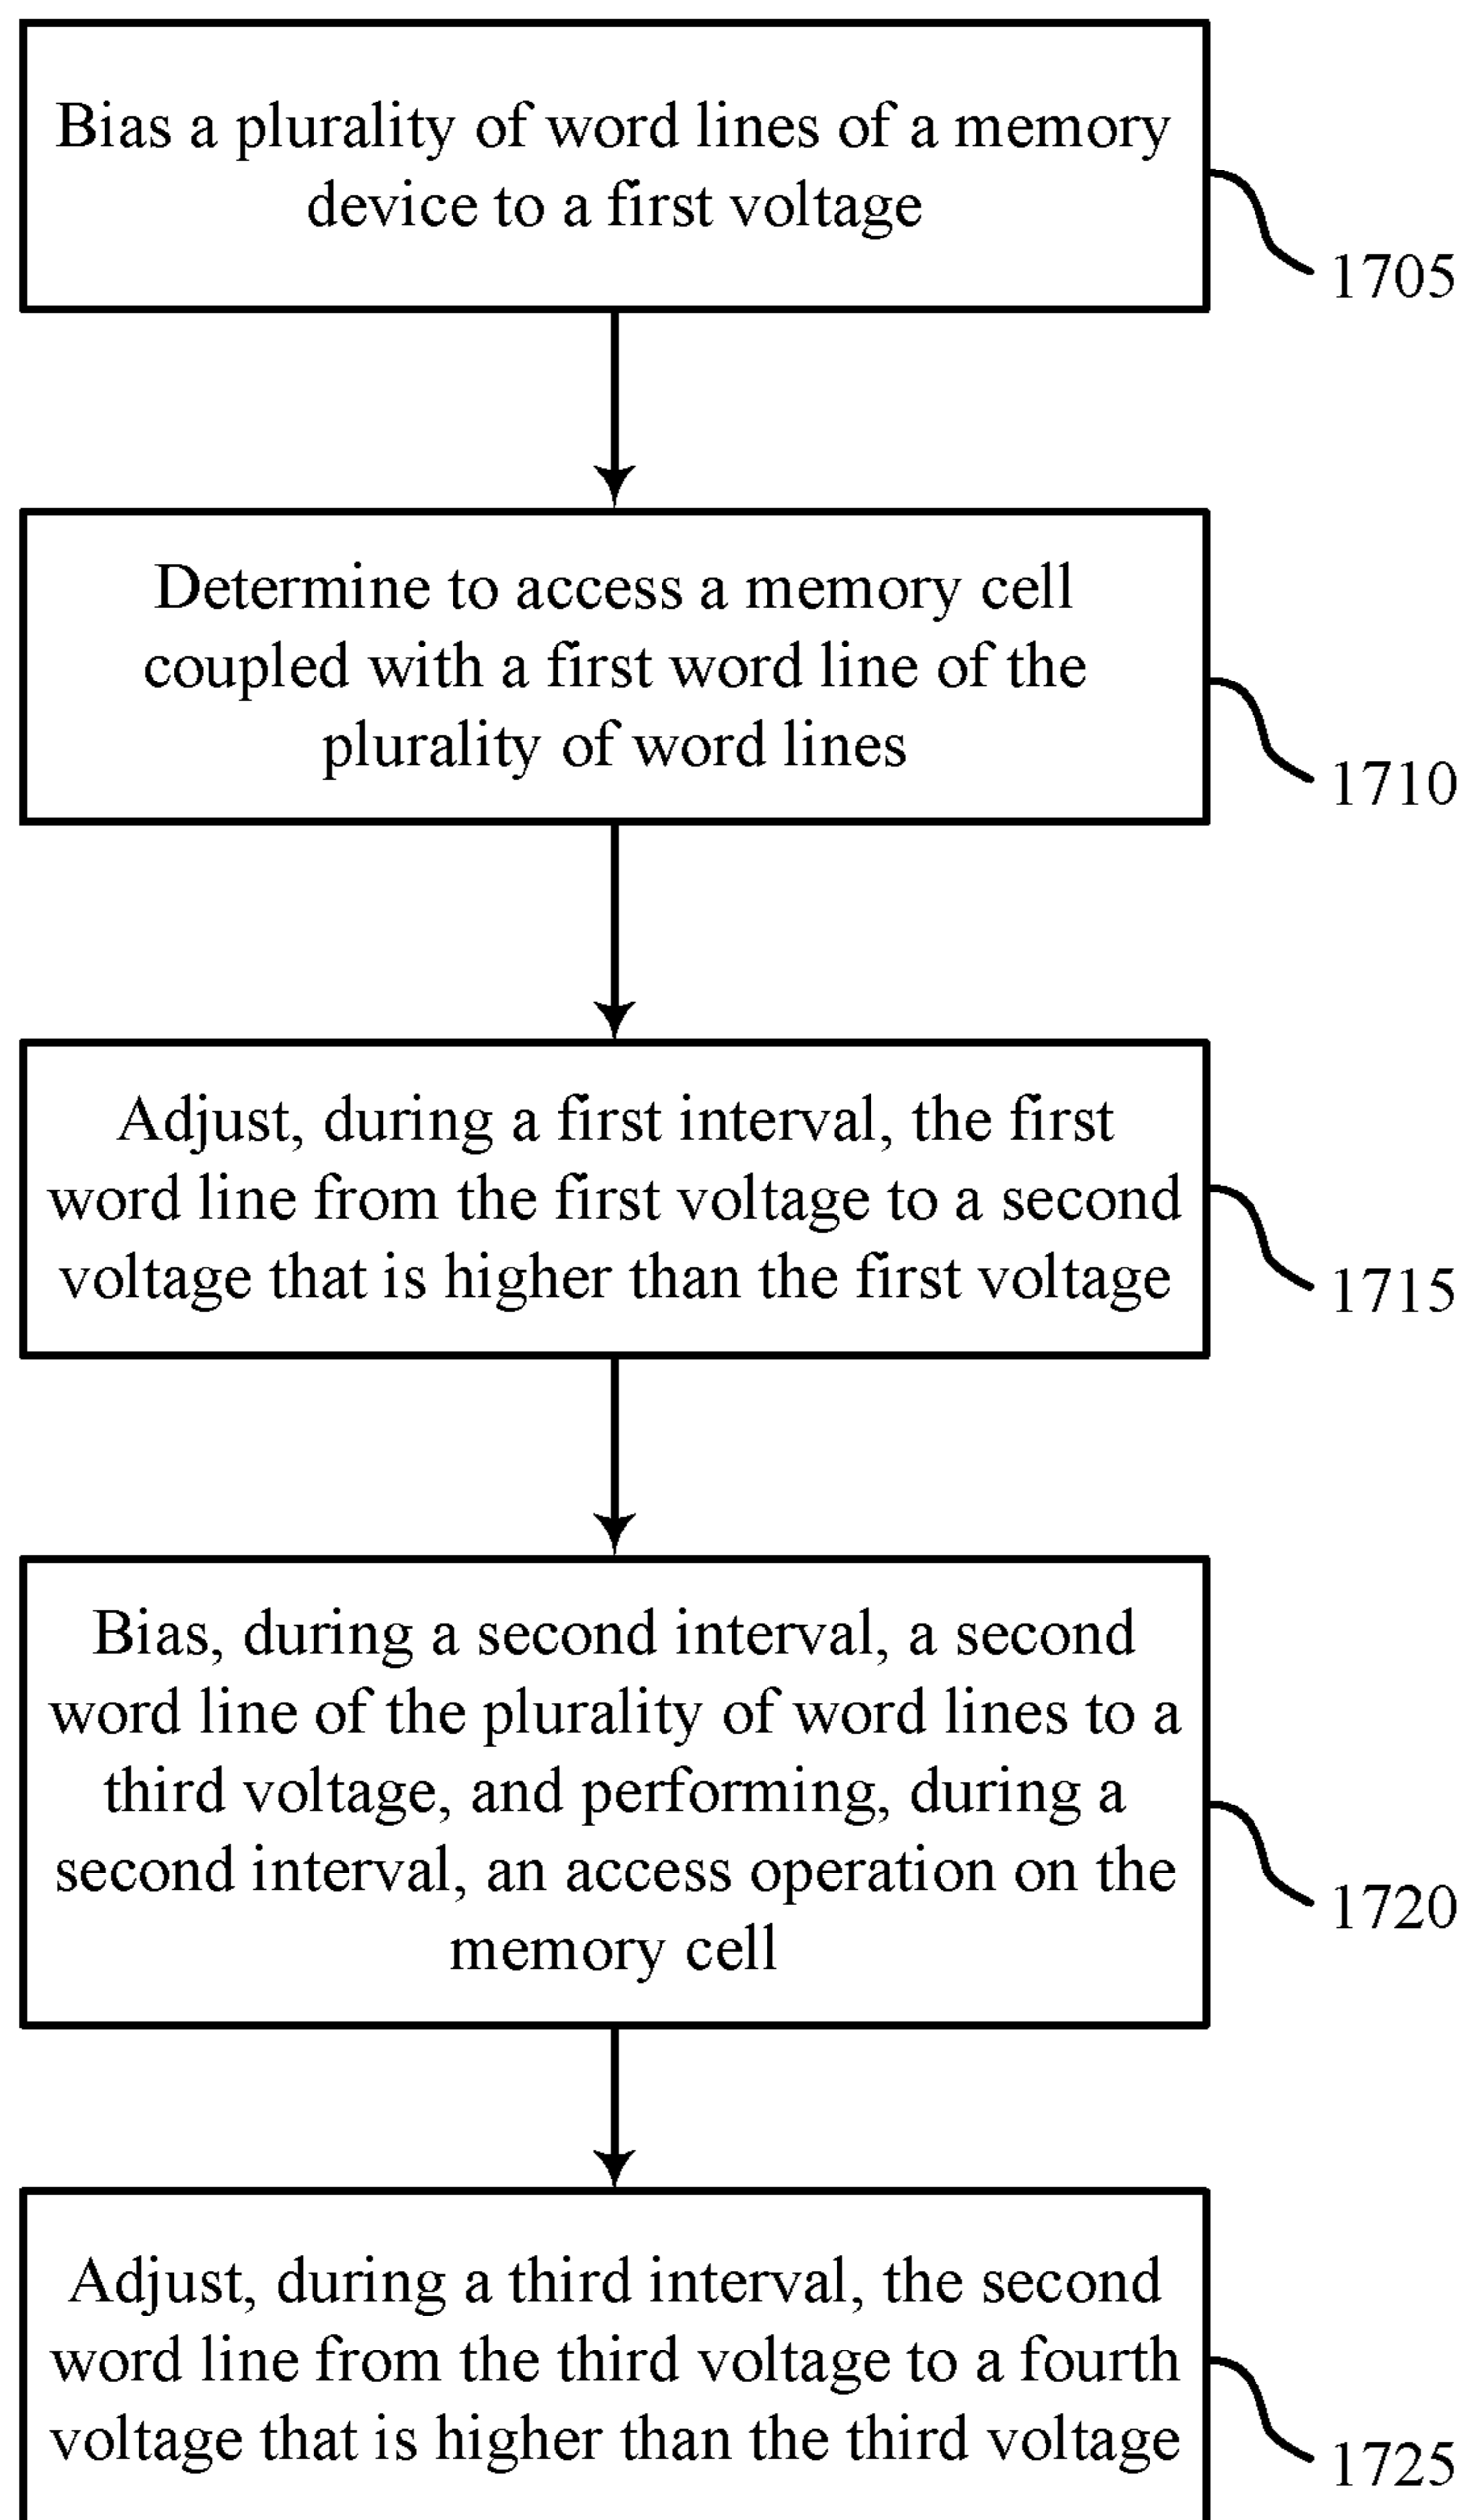 Bias a plurality of word lines of a memory
device to a first voltage
1705
Determine to access a memory cell
coupled with a first word line of the
plurality of word lines
1710
Adjust, during a first interval, the first
word line from the first voltage to a second
voltage that is higher than the first voltage
1715
Bias, during a second interval, a second
word line of the plurality of word lines to a
third voltage, and performing, during a
second interval, an access operation on the
memory cell
1720
Adjust, during a third interval, the second
word line from the third voltage to a fourth
voltage that is higher than the third voltage
1725